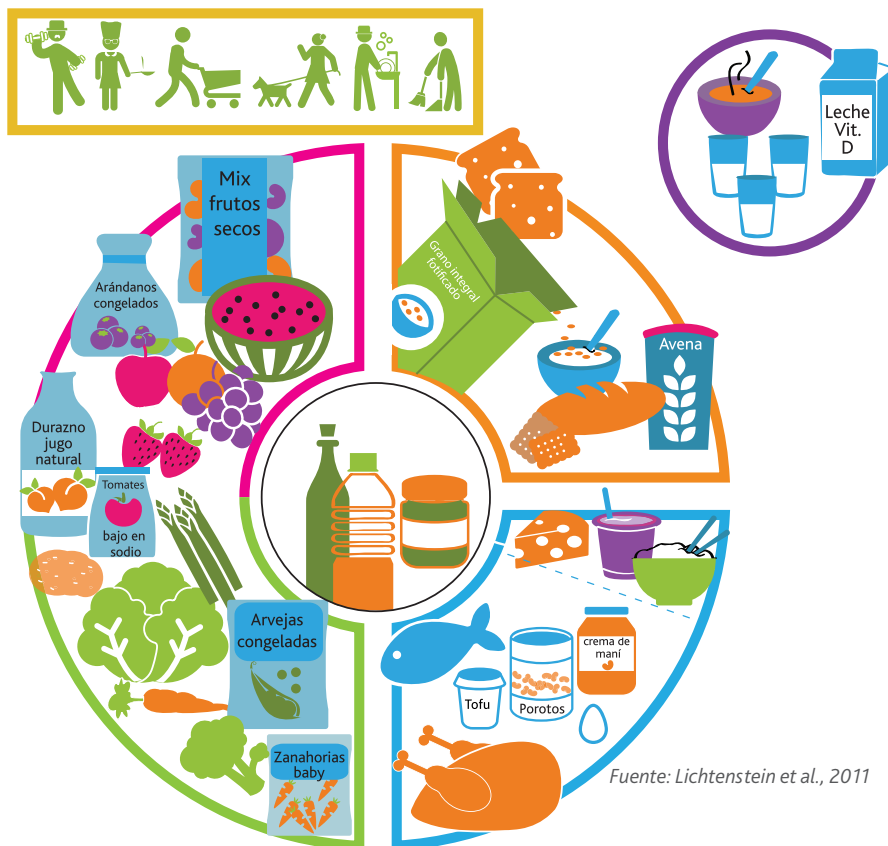 Leche
Vit.
D
Mix
frutos
secos
Arándanos
congelados
Grano integral
fotificado
Avena
Durazno
jugo
natural
Tomates
bajo en
sodio
Arvejas
congeladas
crema de
maní
Tofu
Porotos
Zanahorias
baby
Fuente: Lichtenstein et al., 2011